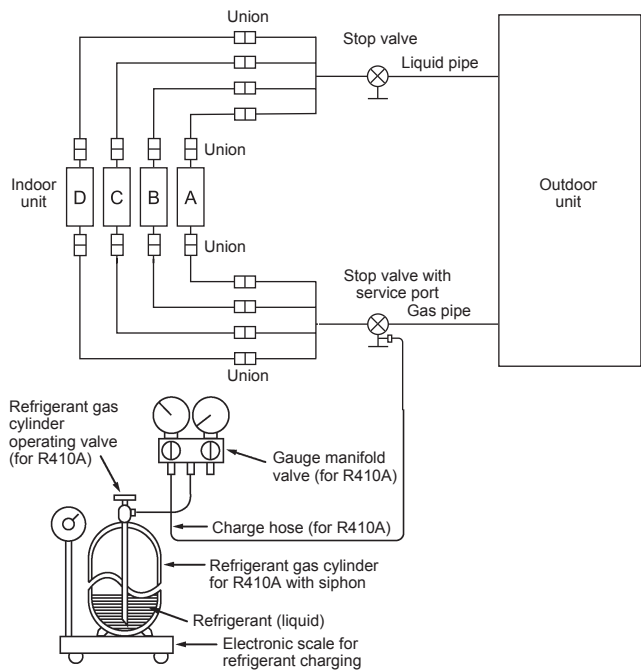 Union
Stop valve
Liquid pipe
Union
Indoor
unit
D
C
B
A
Outdoor
unit
Union
Stop valve with
service port
Gas pipe
Union
Refrigerant gas
cylinder
operating valve
(for R410A)
Gauge manifold
valve (for R410A)
Charge hose (for R410A)
Refrigerant gas cylinder
for R410A with siphon
Refrigerant (liquid)
Electronic scale for
refrigerant charging